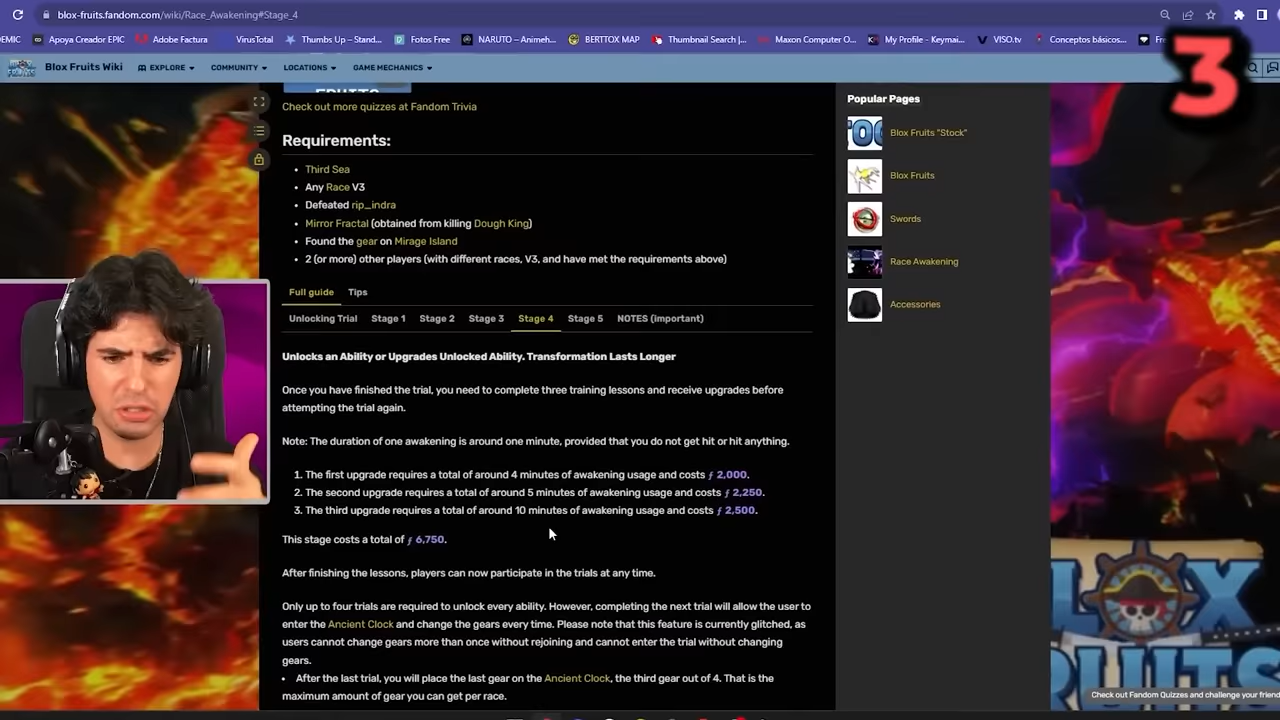 blox-fruits.fandom.com/wiki/Race_Awakening#Stage_4
EMIC
Apoya Creador EPIC
Adobe Factura
VirusTotal
Thumbs Up – Stand...
Fotos Free
NARUTO – Animeh...
BERTTOX MAP
Thumbnail Search |...
Maxon Computer O...
My Profile | Keymai...
VISO.tv
Conceptos básicos...
3
Blox Fruits Wiki
EXPLORE
COMMUNITY
LOCATIONS
GAME MECHANICS
FRUITS
Check out more quizzes at Fandom Trivia
Requirements:
• Third Sea
• Any Race V3
• Defeated rip_indra
• Mirror Fractal (obtained from killing Dough King)
• Found the gear on Mirage Island
• 2 (or more) other players (with different races, V3, and have met the requirements above)
Full guide Tips
Unlocking Trial Stage 1 Stage 2 Stage 3 Stage 4 Stage 5 NOTES (important)
Unlocks an Ability or Upgrades Unlocked Ability. Transformation Lasts Longer
Once you have finished the trial, you need to complete three training lessons and receive upgrades before
attempting the trial again.
Note: The duration of one awakening is around one minute, provided that you do not get hit or hit anything.
1. The first upgrade requires a total of around 4 minutes of awakening usage and costs ƒ 2,000.
2. The second upgrade requires a total of around 5 minutes of awakening usage and costs ƒ 2,250.
3. The third upgrade requires a total of around 10 minutes of awakening usage and costs ƒ 2,500.
This stage costs a total of ƒ 6,750.
After finishing the lessons, players can now participate in the trials at any time.
Only up to four trials are required to unlock every ability. However, completing the next trial will allow the user to
enter the Ancient Clock and change the gears every time. Please note that this feature is currently glitched, as
users cannot change gears more than once without rejoining and cannot enter the trial without changing
gears.
• After the last trial, you will place the last gear on the Ancient Clock, the third gear out of 4. That is the
maximum amount of gear you can get per race.
Popular Pages
Blox Fruits "Stock"
Blox Fruits
Swords
Race Awakening
Accessories
BLOX
FRUITS
Check out Fandom Quizzes and challenge your friend